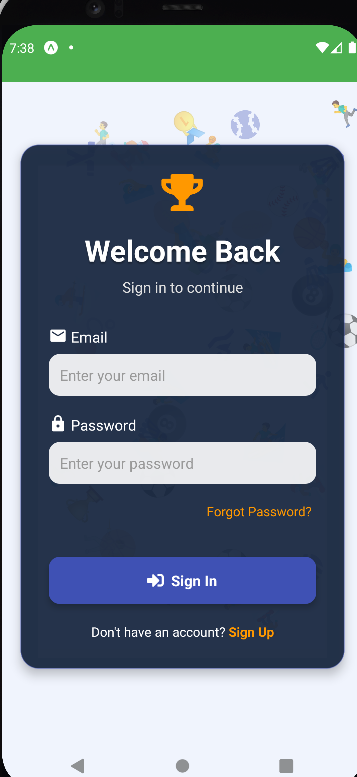 7:38
Welcome Back
Sign in to continue
Email
Enter your email
Password
Enter your password
Forgot Password?
Sign In
Don't have an account? Sign Up